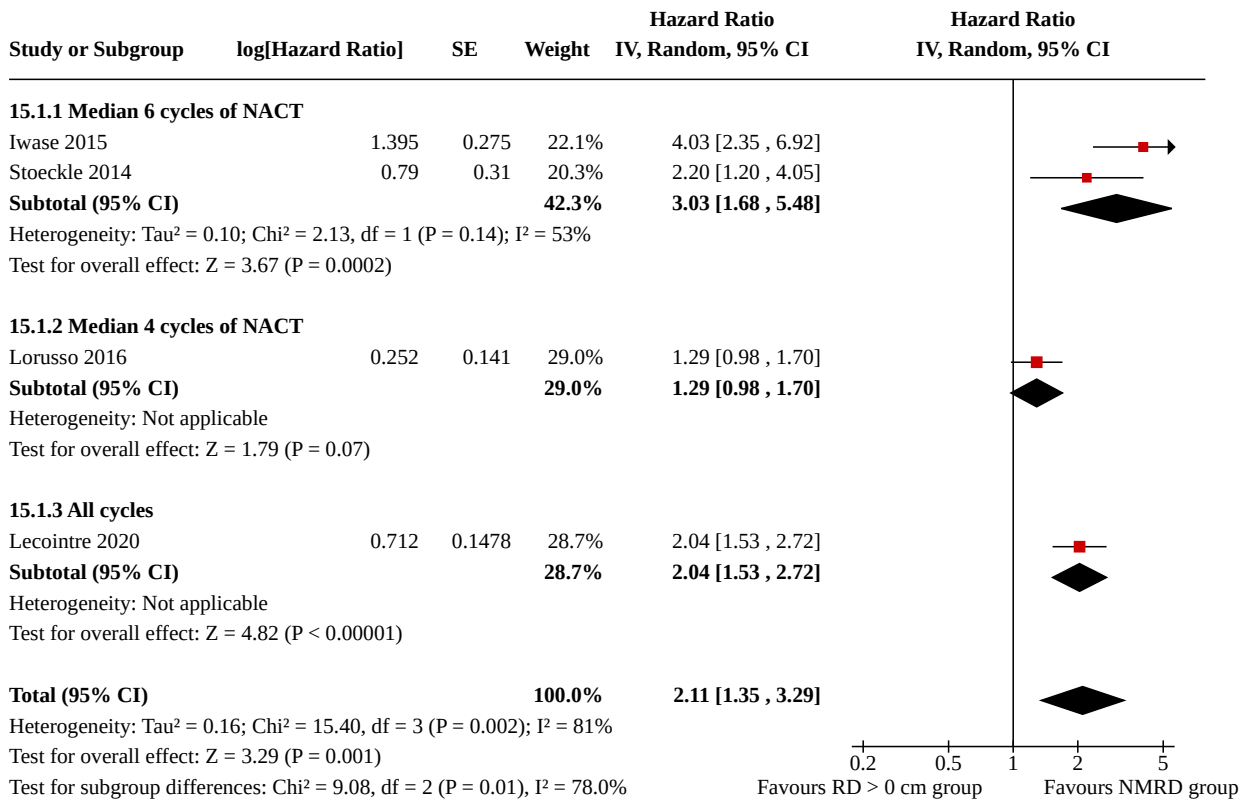 Hazard Ratio Hazard Ratio
Study or Subgroup log[Hazard Ratio] SE Weight IV, Random, 95% CI IV, Random, 95% CI
15.1.1 Median 6 cycles of NACT
Iwase 2015 1.395 0.275 22.1% 4.03 [2.35 , 6.92]
Stoeckle 2014 0.79 0.31 20.3% 2.20 [1.20 , 4.05]
Subtotal (95% CI) 42.3% 3.03 [1.68 , 5.48]
Heterogeneity: Tau² = 0.10; Chi² = 2.13, df = 1 (P = 0.14); I² = 53%
Test for overall effect: Z = 3.67 (P = 0.0002)
15.1.2 Median 4 cycles of NACT
Lorusso 2016 0.252 0.141 29.0% 1.29 [0.98 , 1.70]
Subtotal (95% CI) 29.0% 1.29 [0.98 , 1.70]
Heterogeneity: Not applicable
Test for overall effect: Z = 1.79 (P = 0.07)
15.1.3 All cycles
Lecointre 2020 0.712 0.1478 28.7% 2.04 [1.53 , 2.72]
Subtotal (95% CI) 28.7% 2.04 [1.53 , 2.72]
Heterogeneity: Not applicable
Test for overall effect: Z = 4.82 (P < 0.00001)
Total (95% CI) 100.0% 2.11 [1.35 , 3.29]
Heterogeneity: Tau² = 0.16; Chi² = 15.40, df = 3 (P = 0.002); I² = 81%
Test for overall effect: Z = 3.29 (P = 0.001) 0.2 0.5 1 2 5
Test for subgroup differences: Chi² = 9.08, df = 2 (P = 0.01), I² = 78.0% Favours RD > 0 cm group Favours NMRD group